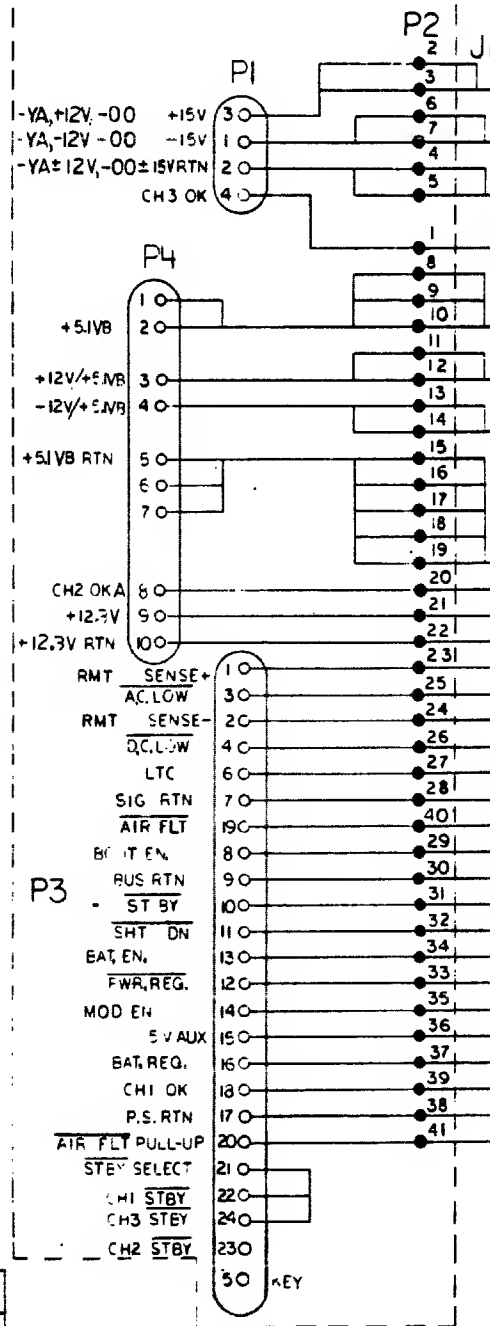 P2
J
2
P1
3
-YA,+12V,-00 +15V 3
6
-YA,-12V-00 -15V 1
7
4
-YA±12V,-00±15VRTN 2
5
CH3 OK 4
1
P4
8
1
9
+5.1VB 2
10
11
+12V/+5.1VB 3
12
-12V/+5.1VB 4
13
14
+5.1VB RTN 5
15
6
16
7
17
18
19
CH2 OKA 8
20
+12.3V 9
21
+12.3V RTN 10
22
RMT SENSE+ 1
23
A.C. LOW 3
25
RMT SENSE- 2
24
D.C. LOW 4
26
LTC 6
27
SIG RTN 7
28
AIR FLT 19
40
EN. 8
29
P3
BUS RTN 9
30
ST BY 10
31
SHT DN 11
32
BAT. EN. 13
34
12
33
MOD EN 14
35
5 V AUX 15
36
BAT. REQ. 16
37
CH1 OK 18
39
P.S. RTN 17
38
AIR FLT PULL-UP 20
41
STBY SELECT 21
CH1 STBY 22
CH3 STBY 24
CH2 STBY 23
5 KEY